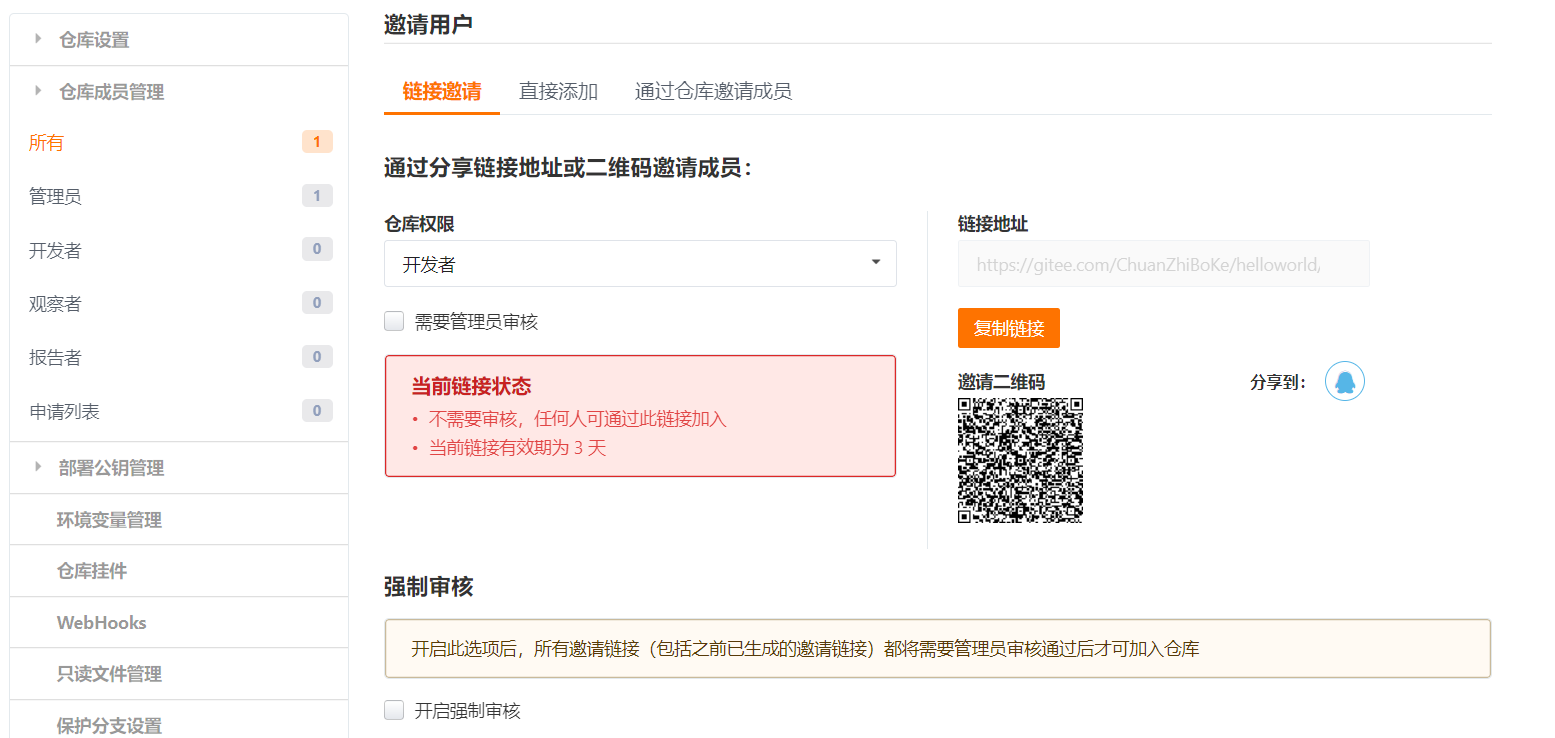 仓库设置
仓库成员管理
所有 1
管理员 1
开发者 0
观察者 0
报告者 0
申请列表 0
部署公钥管理
环境变量管理
仓库挂件
WebHooks
只读文件管理
保护分支设置
邀请用户
链接邀请 直接添加 通过仓库邀请成员
通过分享链接地址或二维码邀请成员：
仓库权限
开发者
需要管理员审核
当前链接状态
• 不需要审核，任何人可通过此链接加入
• 当前链接有效期为 3 天
链接地址
https://gitee.com/ChuanZhiBoKe/helloworld,
复制链接
邀请二维码 分享到：
强制审核
开启此选项后，所有邀请链接（包括之前已生成的邀请链接）都将需要管理员审核通过后才可加入仓库
开启强制审核